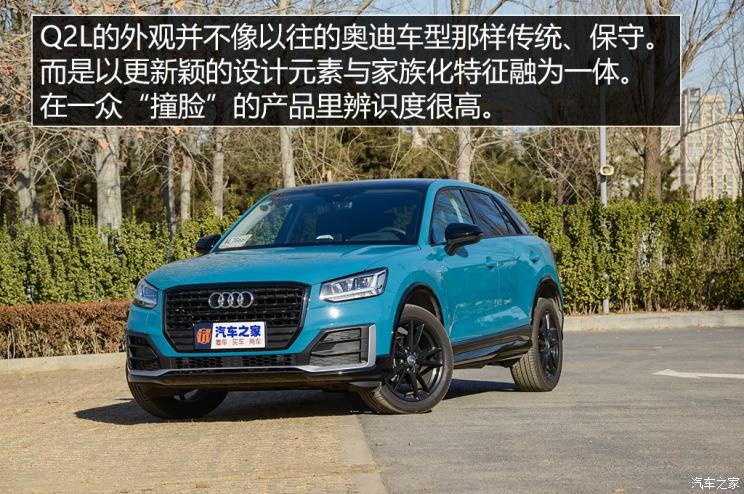 Q2L的外观并不像以往的奥迪车型那样传统、保守。
而是以更新颖的设计元素与家族化特征融为一体。
在一众“撞脸”的产品里辨识度很高。
汽车之家
看车·买车·用车
汽车之家